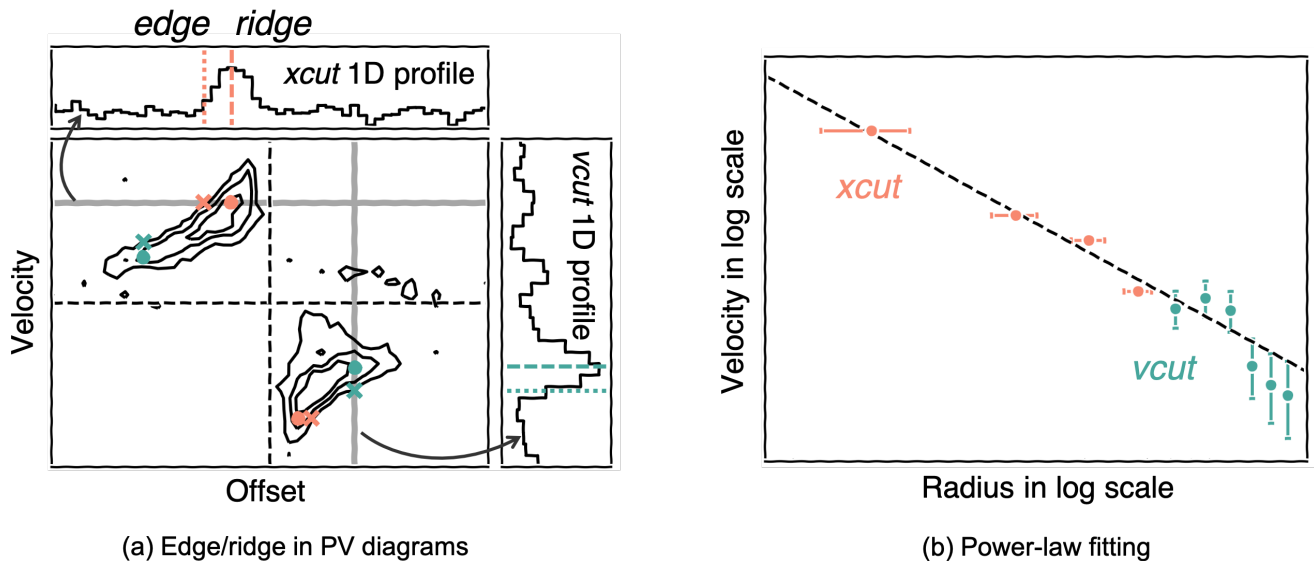 edge ridge
xcut 1D profile
vcut 1D profile
Velocity
Offset
(a) Edge/ridge in PV diagrams
Velocity in log scale
xcut
vcut
Radius in log scale
(b) Power-law fitting